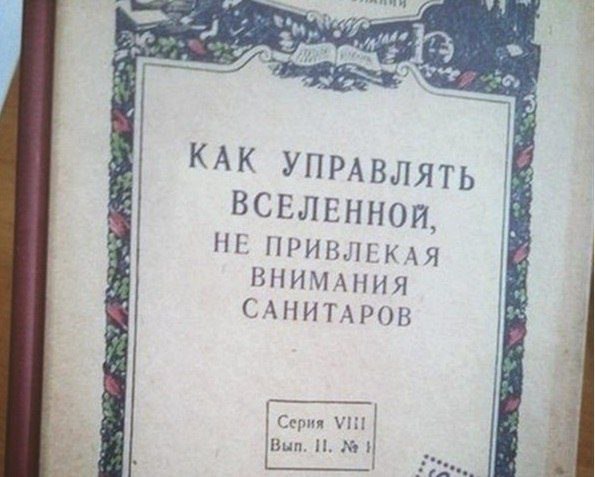 КАК УПРАВЛЯТЬ
ВСЕЛЕННОЙ,
НЕ ПРИВЛЕКАЯ
ВНИМАНИЯ
САНИТАРОВ
Серия VIII
Вып. II. № 1